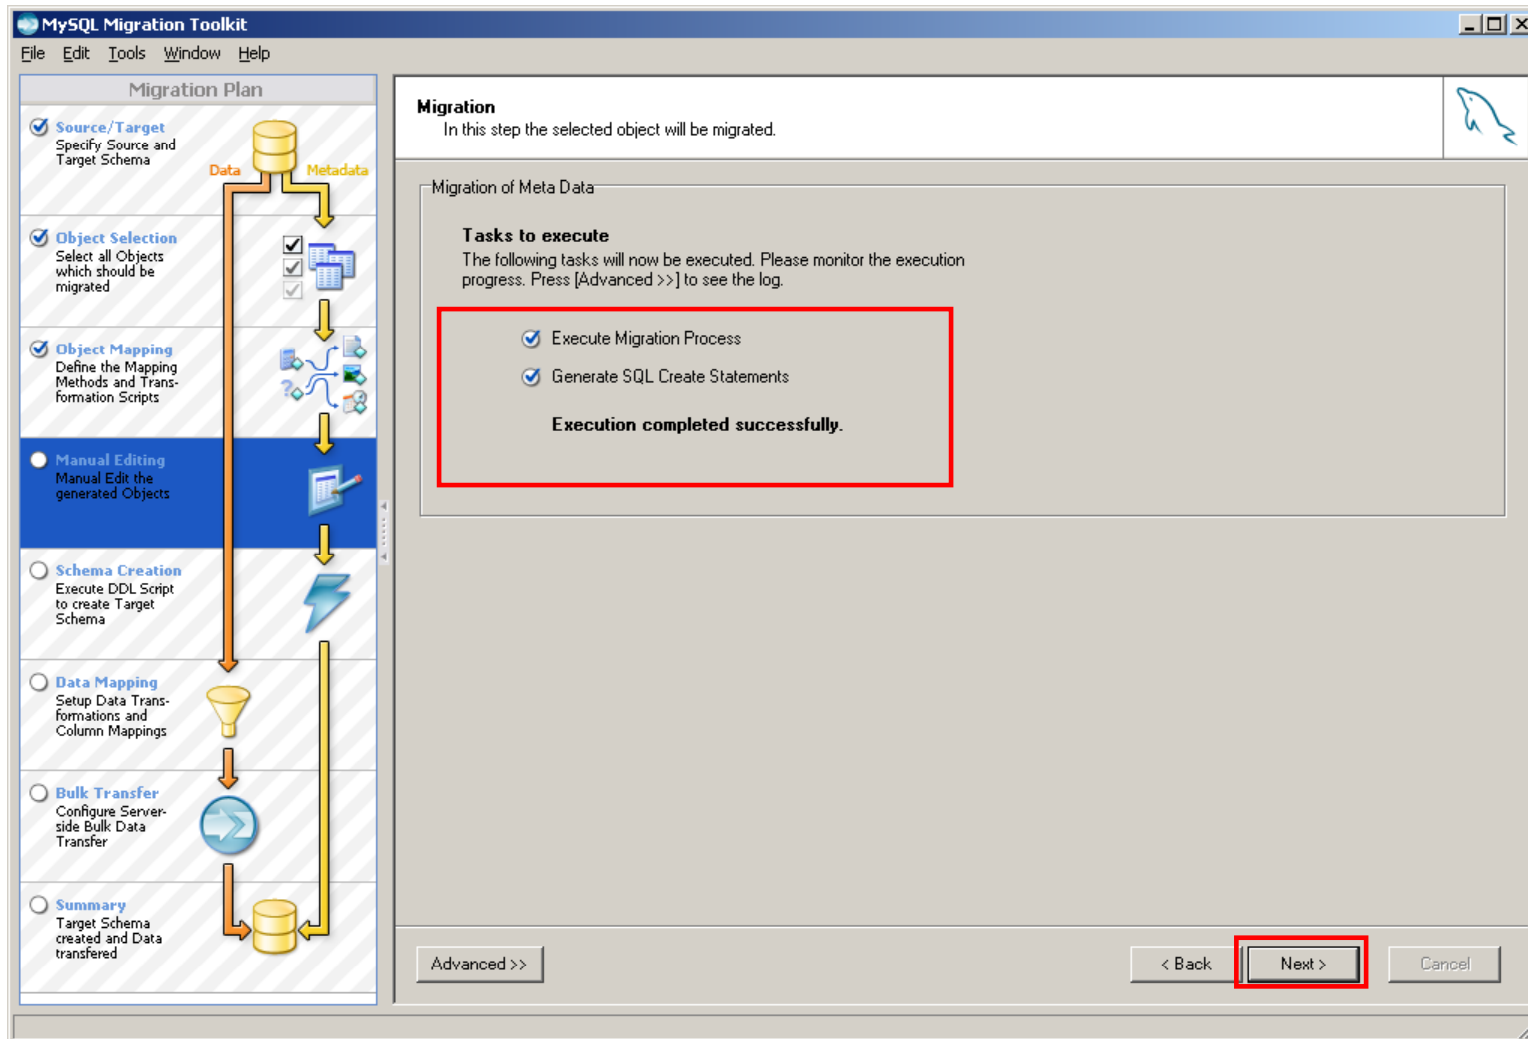 MySQL Migration Toolkit
File Edit Tools Window Help
Migration Plan
Source/Target
Specify Source and
Target Schema
Data
Metadata
Object Selection
Select all Objects
which should be
migrated
Object Mapping
Define the Mapping
Methods and Trans-
formation Scripts
Manual Editing
Manual Edit the
generated Objects
Schema Creation
Execute DDL Script
to create Target
Schema
Data Mapping
Setup Data Trans-
formations and
Column Mappings
Bulk Transfer
Configure Server-
side Bulk Data
Transfer
Summary
Target Schema
created and Data
transfered
Migration
In this step the selected object will be migrated.
Migration of Meta Data
Tasks to execute
The following tasks will now be executed. Please monitor the execution
progress. Press [Advanced >>] to see the log.
Execute Migration Process
Generate SQL Create Statements
Execution completed successfully.
Advanced >>
< Back
Next >
Cancel